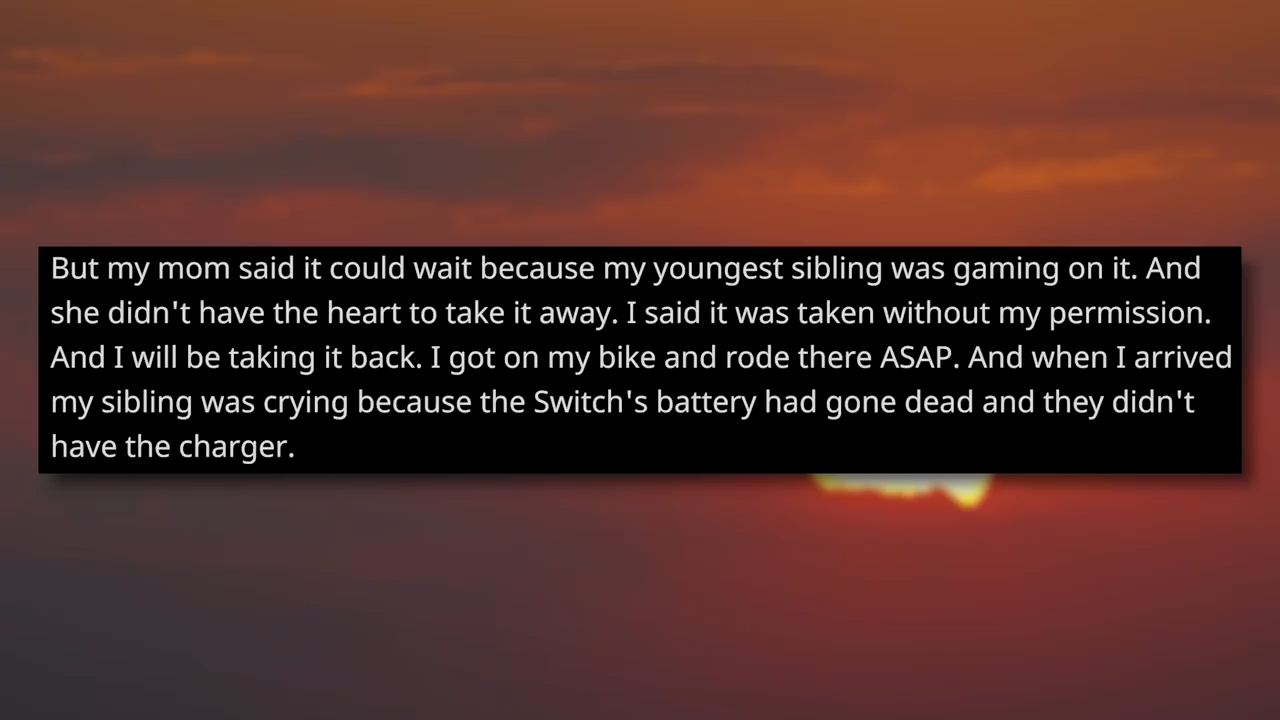 But my mom said it could wait because my youngest sibling was gaming on it. And
she didn't have the heart to take it away. I said it was taken without my permission.
And I will be taking it back. I got on my bike and rode there ASAP. And when I arrived
my sibling was crying because the Switch's battery had gone dead and they didn't
have the charger.